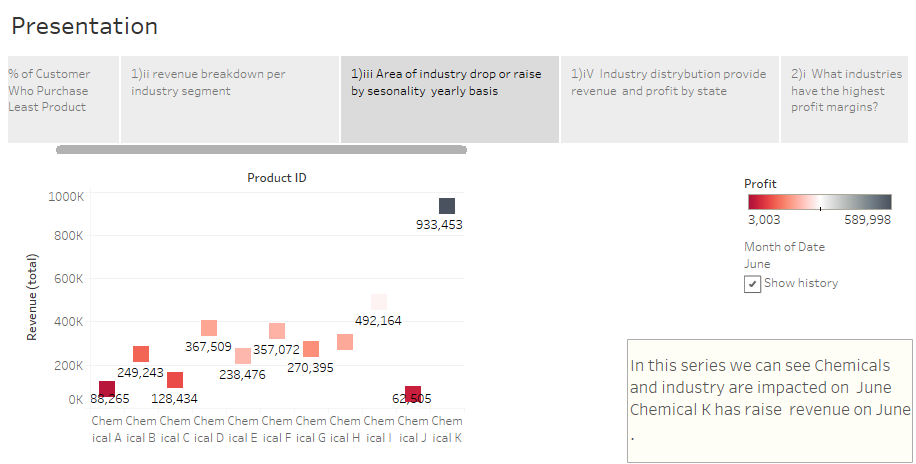 Presentation
% of Customer
Who Purchase
Least Product
1)ii revenue breakdown per
industry segment
1)iii Area of industry drop or raise
by sesonality yearly basis
1)iV Industry distrybution provide
revenue and profit by state
2)i What industries
have the highest
profit margins?
Product ID
Revenue (total)
1000K
800K
600K
400K
200K
0K
933,453
492,164
367,509
357,072
249,243
238,476
270,395
128,434
88,265
62,505
Chem
ical A
Chem
ical B
Chem
ical C
Chem
ical D
Chem
ical E
Chem
ical F
Chem
ical G
Chem
ical H
Chem
ical I
Chem
ical J
Chem
ical K
Profit
3,003 589,998
Month of Date
June
Show history
In this series we can see Chemicals
and industry are impacted on June
Chemical K has raise revenue on June
.